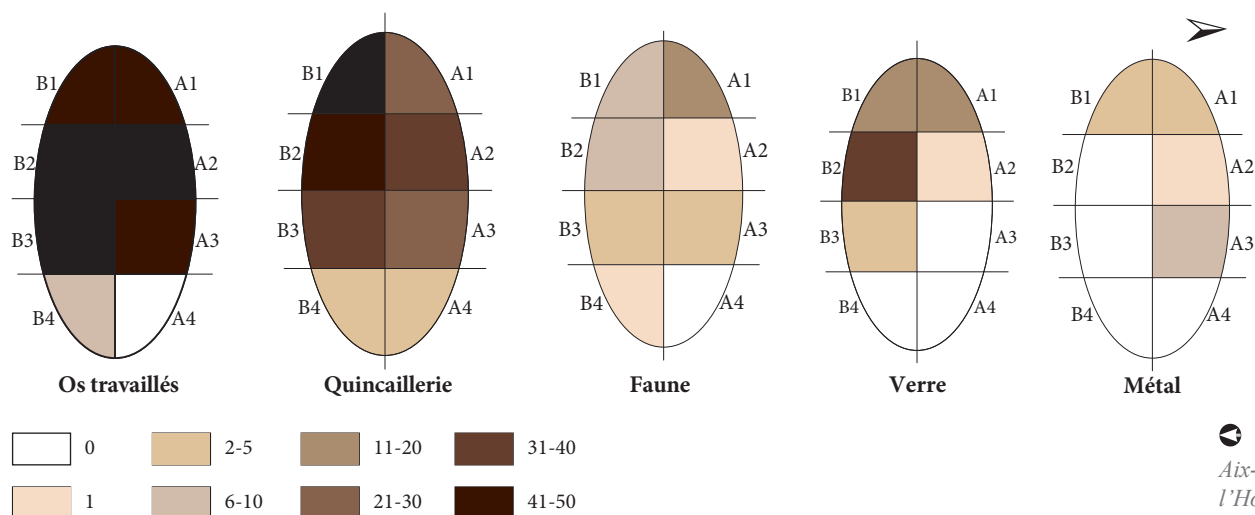 B1 A1
B2 A2
B3 A3
B4 A4
Os travaillés
B1 A1
B2 A2
B3 A3
B4 A4
Quincaillerie
B1 A1
B2 A2
B3 A3
B4 A4
Faune
B1 A1
B2 A2
B3 A3
B4 A4
Verre
B1 A1
B2 A2
B3 A3
B4 A4
Métal
0 2-5 11-20 31-40
1 6-10 21-30 41-50
Aix-
l’Ho